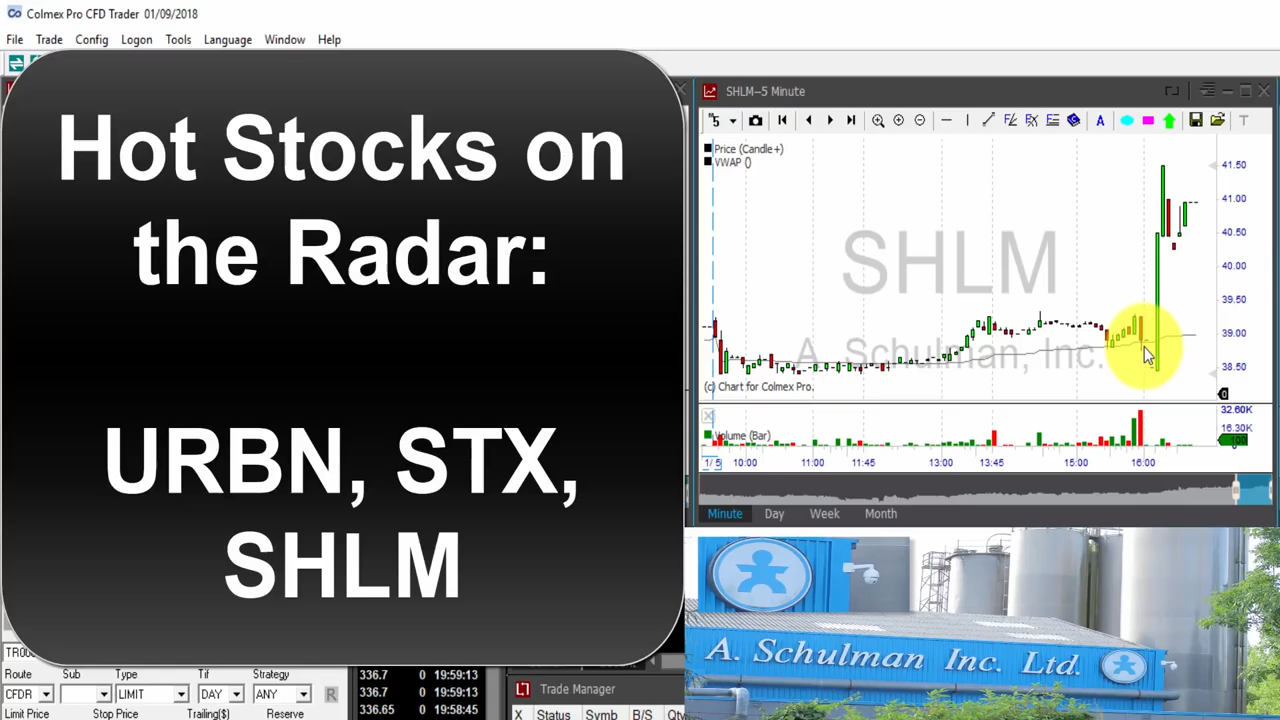 Colmex Pro CFD Trader 01/09/2018
File Trade Config Logon Tools Language Window Help
Hot Stocks on
the Radar:
URBN, STX,
SHLM
SHLM--5 Minute
5
A
T
Price (Candle+)
VWAP ()
SHLM
A. Schulman, Inc.
(c) Chart for Colmex Pro.
41.50
41.00
40.50
40.00
39.50
39.00
38.50
0
Volume (Bar)
32.60K
16.30K
100
1/ 5 10:00 11:00 11:45 13:00 13:45 15:00 16:00
Minute Day Week Month
A. Schulman Inc. Ltd.
Route Sub Type Tif Strategy
CFDR LIMIT DAY ANY R
Limit Price Stop Price Trailing($) Reserve
336.7 0 19:59:13
336.7 0 19:59:13
336.65 0 19:58:45
Trade Manager
X Status Symb B/S Qty